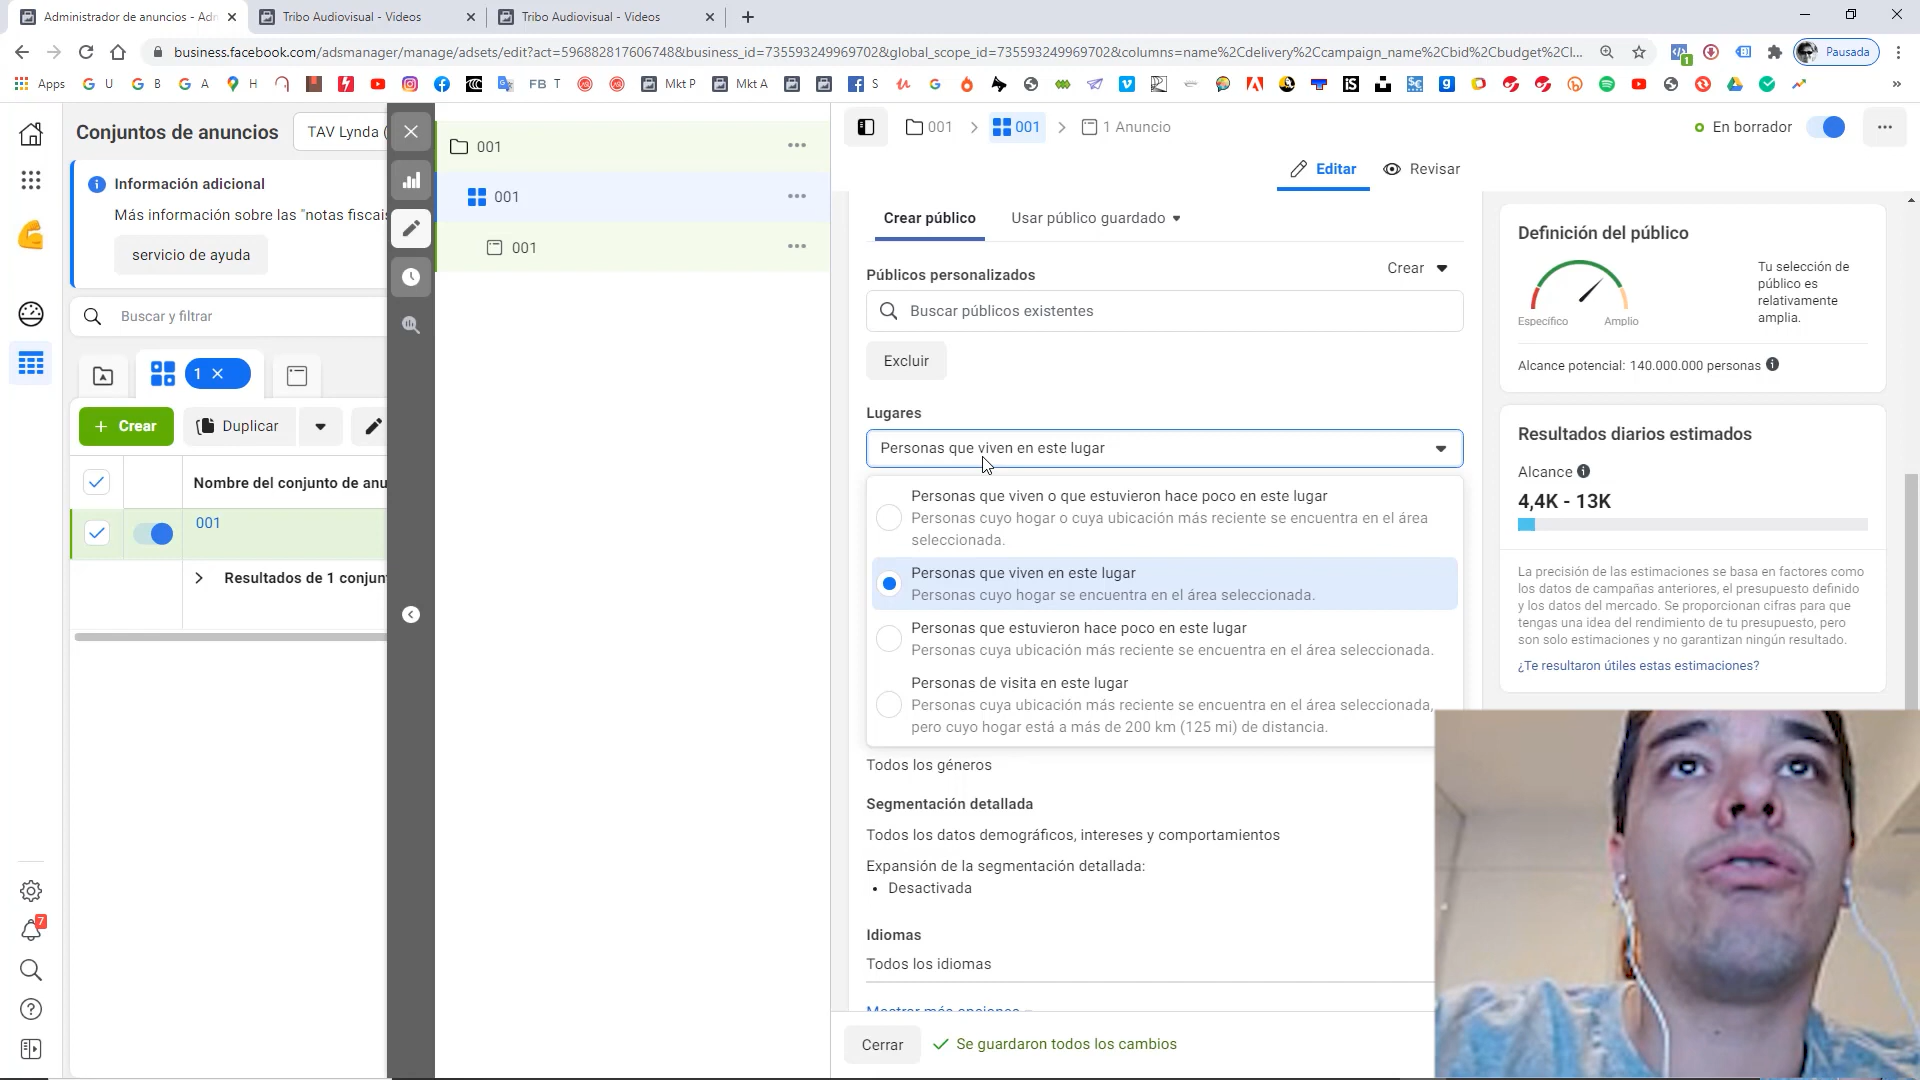 Administrador de anuncios - Adm
Tribo Audiovisual - Videos
Tribo Audiovisual - Videos
business.facebook.com/adsmanager/manage/adsets/edit?act=596882817606748&business_id=735593249969702&global_scope_id=735593249969702&columns=name%2Cdelivery%2Ccampaign_name%2Cbid%2Cbudget%2Cl...
1
Pausada
Apps
G U
G B
G A
H
FB T
Mkt P
Mkt A
S
Conjuntos de anuncios
TAV Lynda (
Información adicional
Más información sobre las "notas fiscais
servicio de ayuda
Buscar y filtrar
1
Crear
Duplicar
Nombre del conjunto de anu
001
Resultados de 1 conjunt
7
001
001
001
001
001
1 Anuncio
En borrador
Editar
Revisar
Crear público
Usar público guardado
Públicos personalizados
Crear
Buscar públicos existentes
Excluir
Lugares
Personas que viven en este lugar
Personas que viven o que estuvieron hace poco en este lugar
Personas cuyo hogar o cuya ubicación más reciente se encuentra en el área
seleccionada.
Personas que viven en este lugar
Personas cuyo hogar se encuentra en el área seleccionada.
Personas que estuvieron hace poco en este lugar
Personas cuya ubicación más reciente se encuentra en el área seleccionada.
Personas de visita en este lugar
Personas cuya ubicación más reciente se encuentra en el área seleccionada,
pero cuyo hogar está a más de 200 km (125 mi) de distancia.
Todos los géneros
Segmentación detallada
Todos los datos demográficos, intereses y comportamientos
Expansión de la segmentación detallada:
• Desactivada
Idiomas
Todos los idiomas
Mostrar más opciones
Cerrar
Se guardaron todos los cambios
Definición del público
Específico
Amplio
Tu selección de
público es
relativamente
amplia.
Alcance potencial: 140.000.000 personas
Resultados diarios estimados
Alcance
4,4K - 13K
La precisión de las estimaciones se basa en factores como
los datos de campañas anteriores, el presupuesto definido
y los datos del mercado. Se proporcionan cifras para que
tengas una idea del rendimiento de tu presupuesto, pero
son solo estimaciones y no garantizan ningún resultado.
¿Te resultaron útiles estas estimaciones?